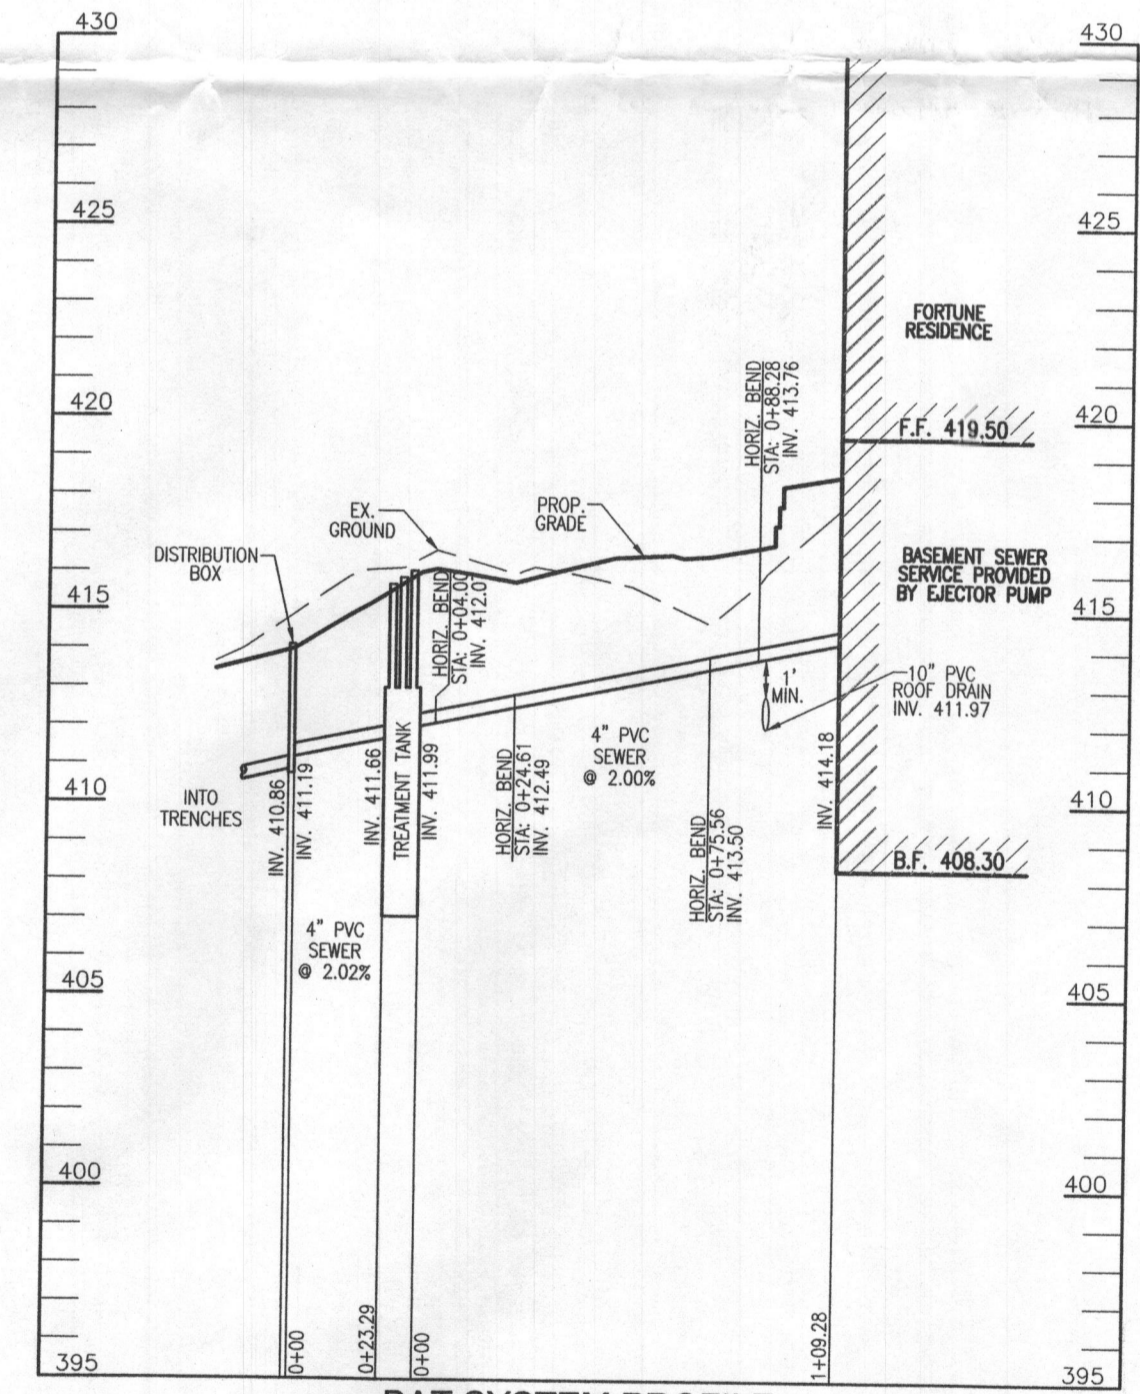 430
430
425
425
FORTUNE
RESIDENCE
420
420
F.F. 419.50
HORIZ. BEND
STA: 0+88.28
INV. 413.76
EX.
GROUND
PROP.
GRADE
DISTRIBUTION
BOX
BASEMENT SEWER
SERVICE PROVIDED
BY EJECTOR PUMP
415
415
HORIZ. BEND
STA: 0+04.00
INV. 412.07
1'
MIN.
10" PVC
ROOF DRAIN
INV. 411.97
4" PVC
SEWER
@ 2.00%
410
410
INTO
TRENCHES
INV. 410.86
INV. 411.19
INV. 411.66
TREATMENT TANK
INV. 411.99
HORIZ. BEND
STA: 0+24.61
INV. 412.49
HORIZ. BEND
STA: 0+75.56
INV. 413.50
INV. 414.18
B.F. 408.30
4" PVC
SEWER
@ 2.02%
405
405
400
400
0+00
0+23.29
0+00
1+09.28
395
395